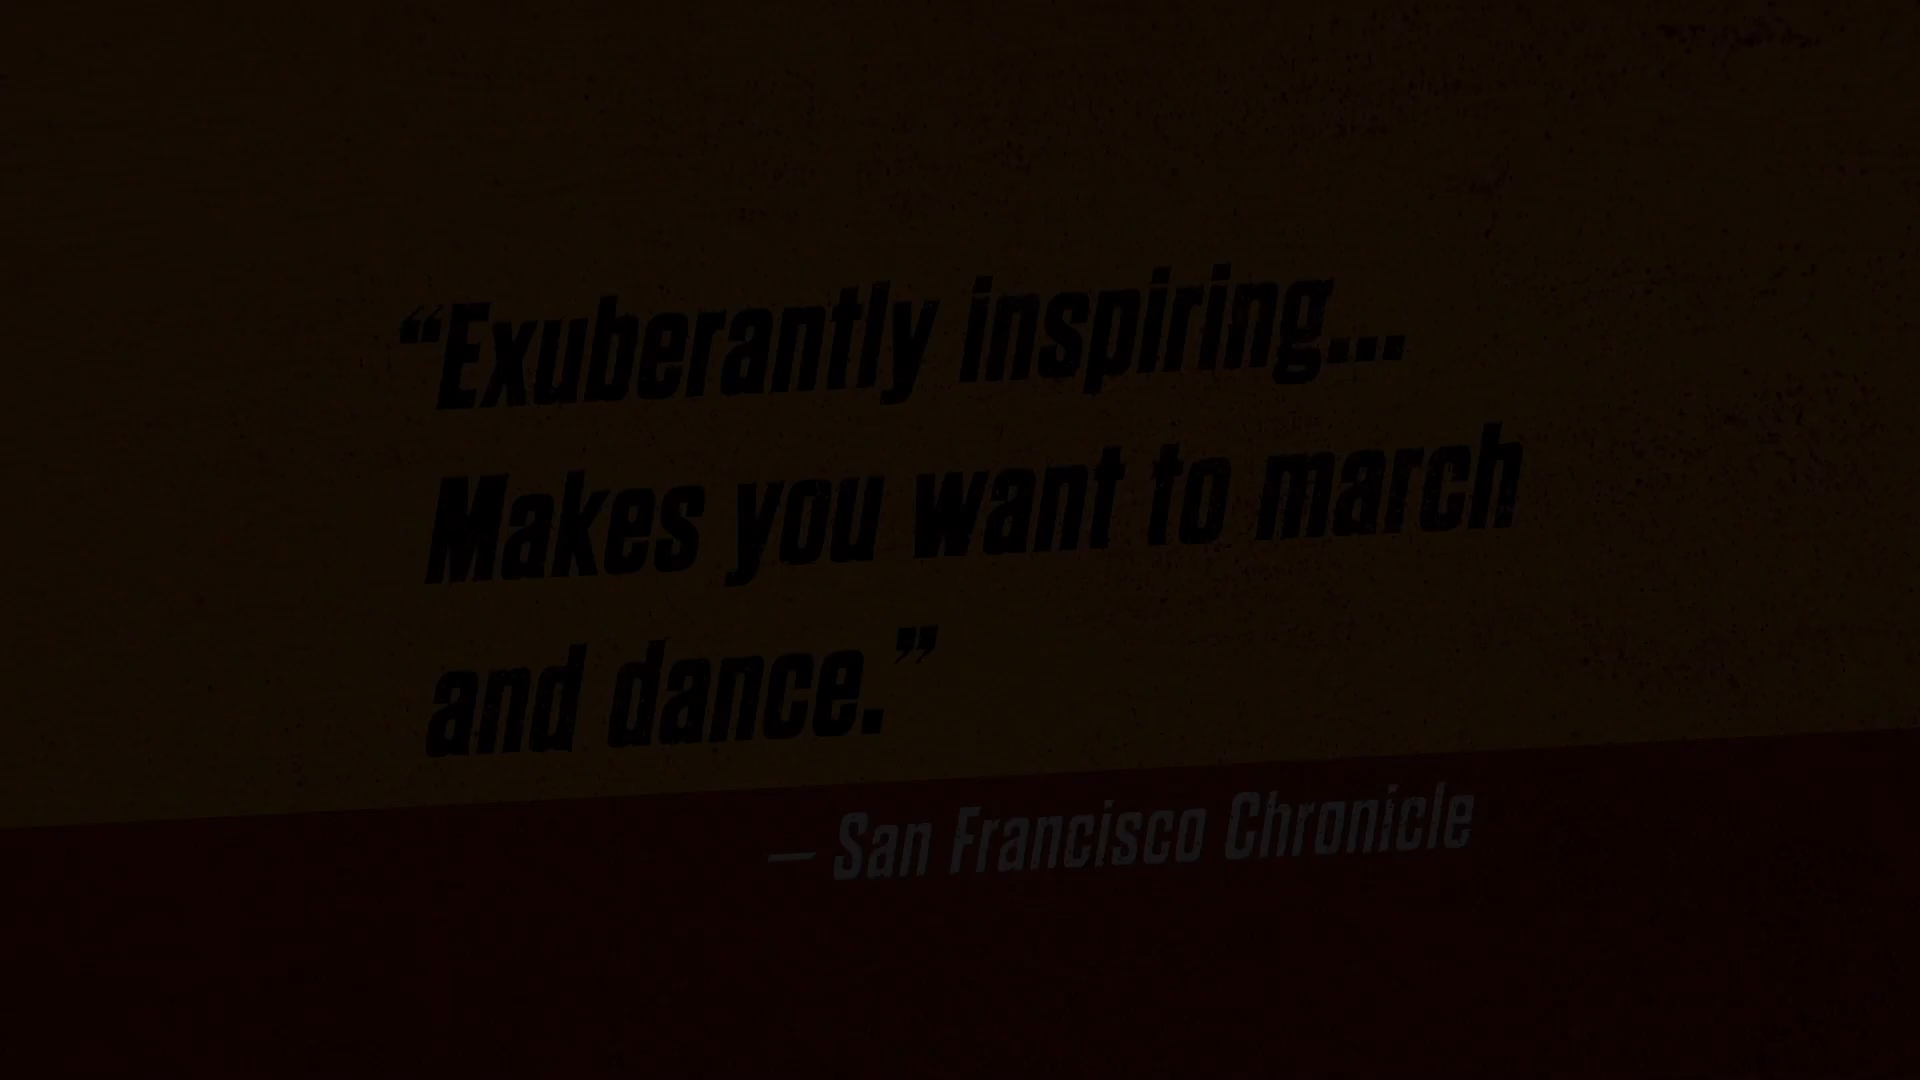 “Exuberantly inspiring...
Makes you want to march
and dance.”
– San Francisco Chronicle